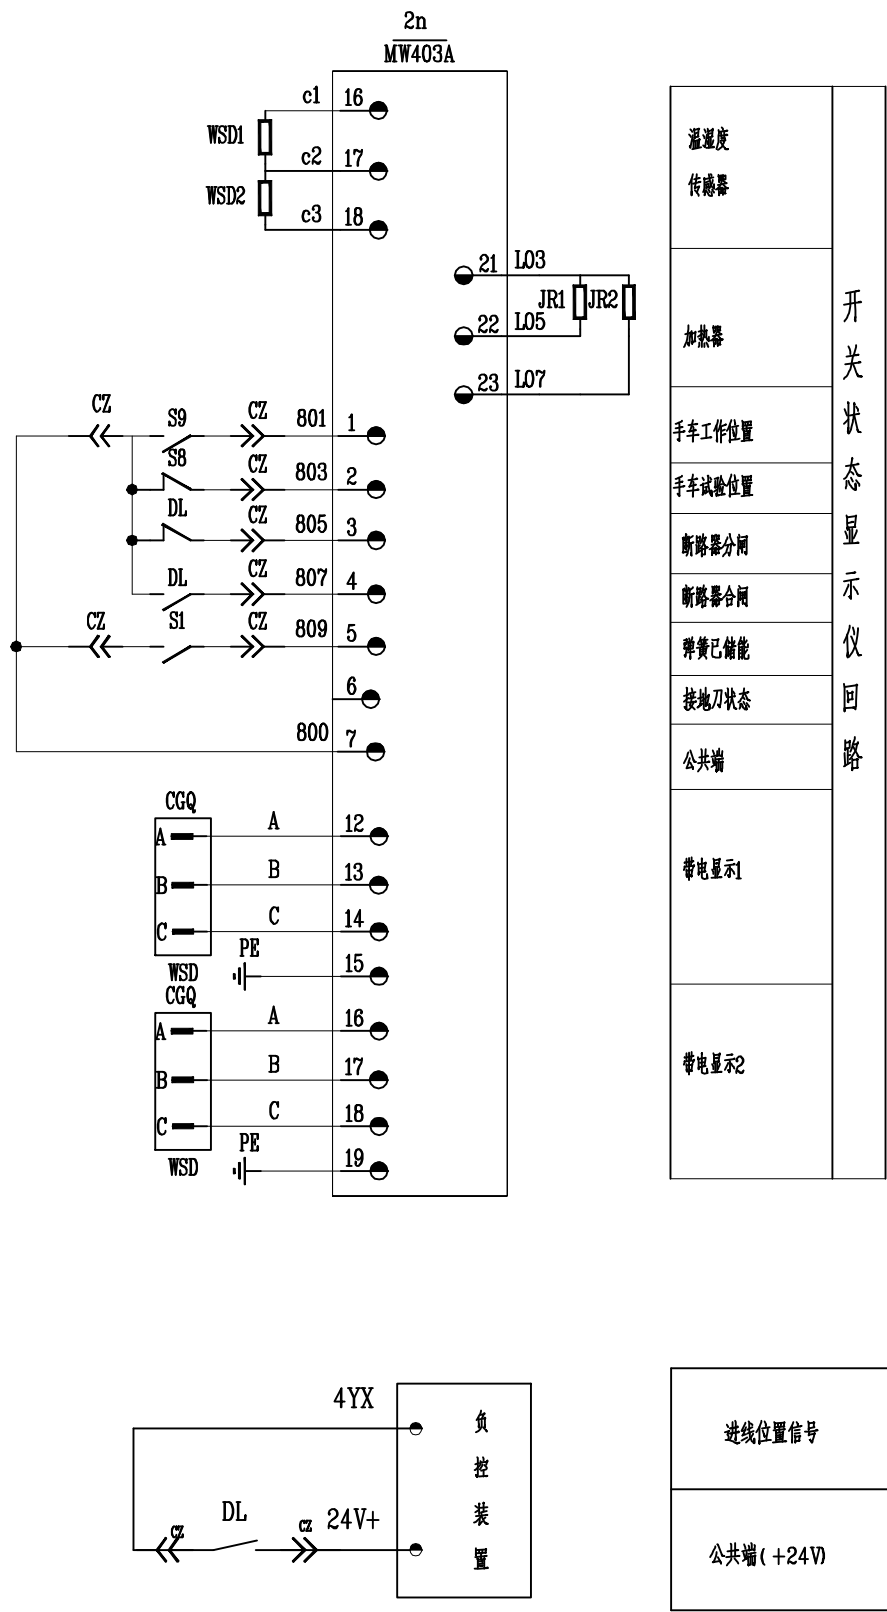 2n
MW403A
c1 16
WSD1
c2 17
WSD2
c3 18
21 L03
JR1 JR2
22 L05
23 L07
CZ S9 CZ 801 1
S8 CZ 803 2
DL CZ 805 3
DL CZ 807 4
CZ S1 CZ 809 5
6
800 7
CGQ
A A 12
B B 13
C C 14
PE 15
WSD
CGQ
A A 16
B B 17
C C 18
PE 19
WSD
温湿度
传感器
加热器
手车工作位置
手车试验位置
断路器分闸
断路器合闸
弹簧已储能
接地刀状态
公共端
带电显示1
带电显示2
开关状态显示仪回路
4YX
负控装置
CZ DL CZ 24V+
进线位置信号
公共端(+24V)